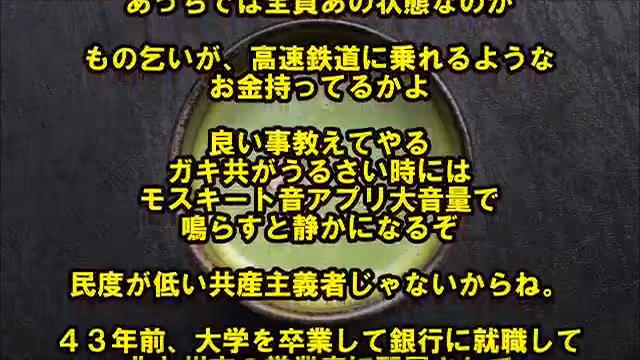 あっちでは全員あの状態なのか
もの乞いが、高速鉄道に乗れるような
お金持ってるかよ
良い事教えてやる
ガキ共がうるさい時には
モスキート音アプリ大音量で
鳴らすと静かになるぞ
民度が低い共産主義者じゃないからね。
４３年前、大学を卒業して銀行に就職して